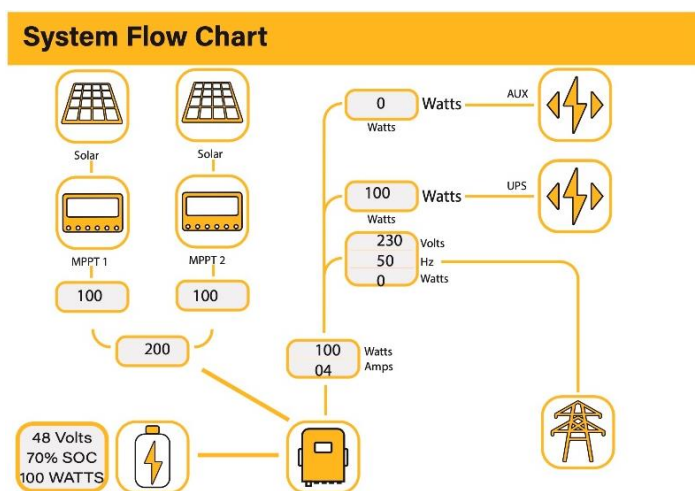 System Flow Chart
Solar
Solar
MPPT 1
MPPT 2
100
100
200
0 Watts
Watts
AUX
100 Watts
Watts
UPS
230 Volts
50 Hz
0 Watts
100 Watts
04 Amps
48 Volts
70% SOC
100 WATTS